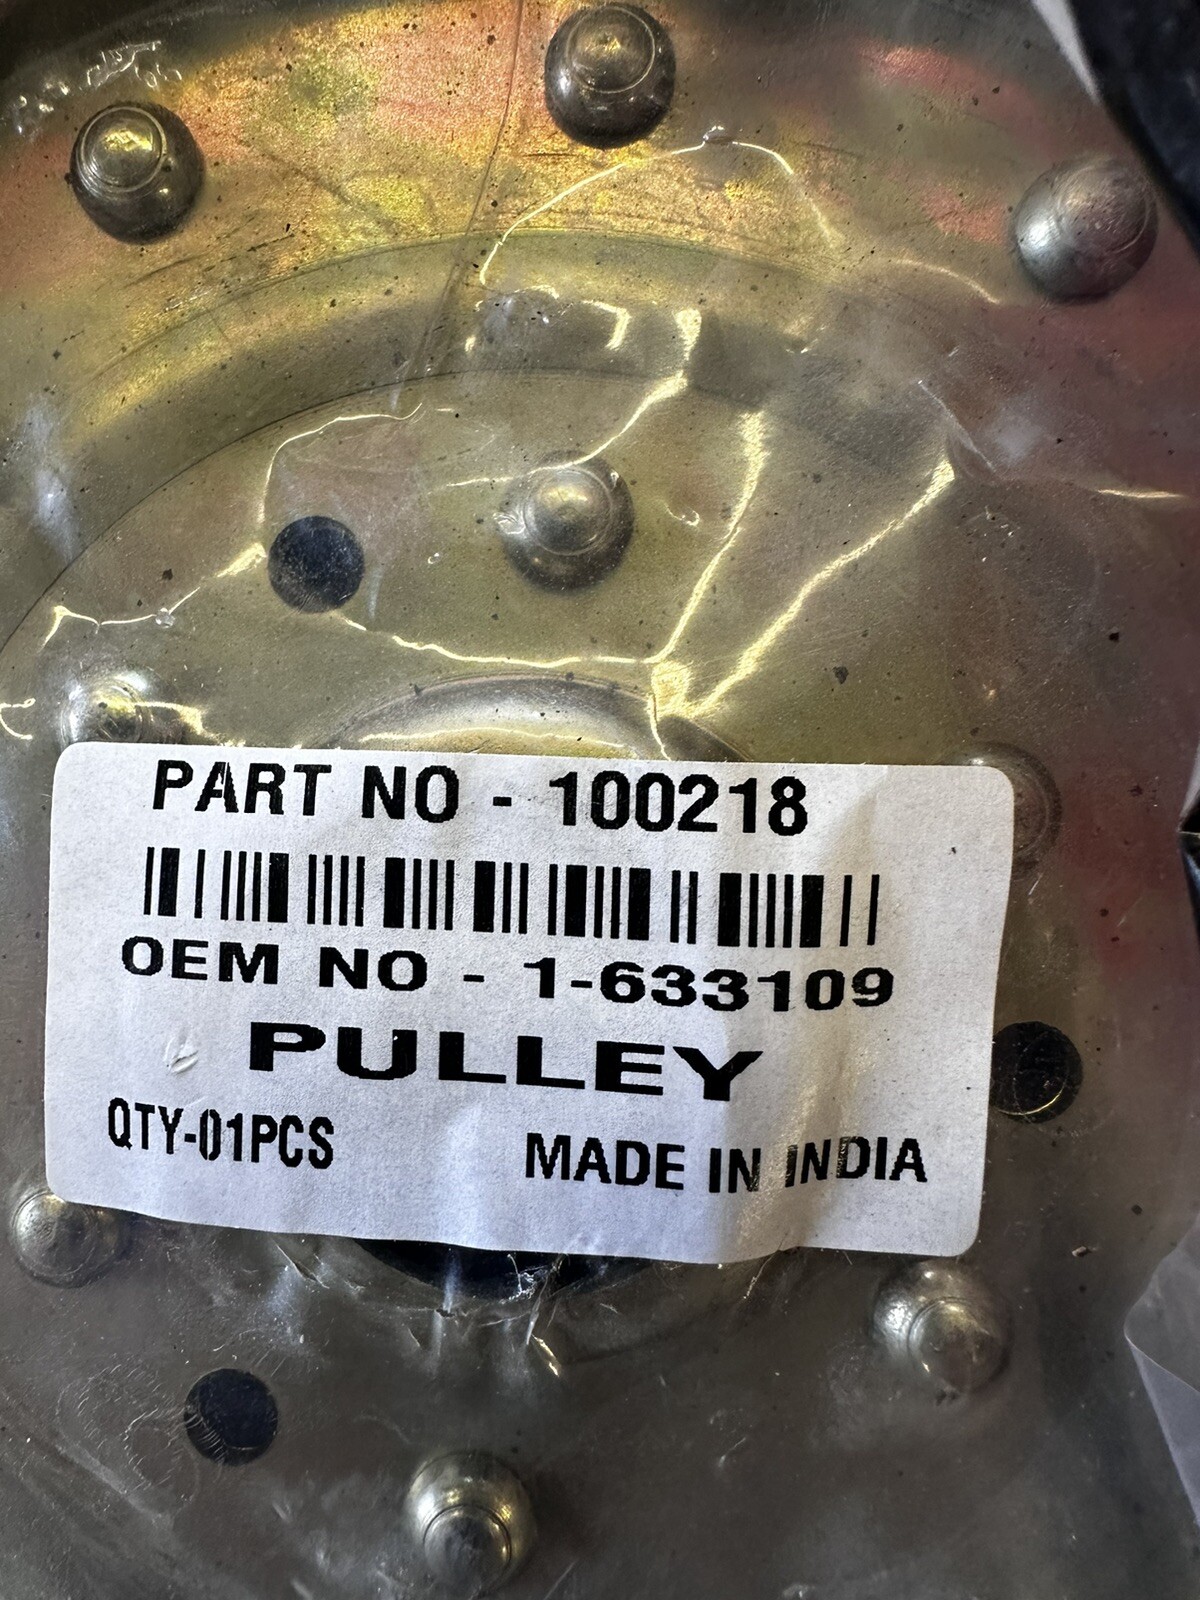 PART NO - 100218
OEM NO - 1-633109
PULLEY
QTY-01PCS MADE IN INDIA